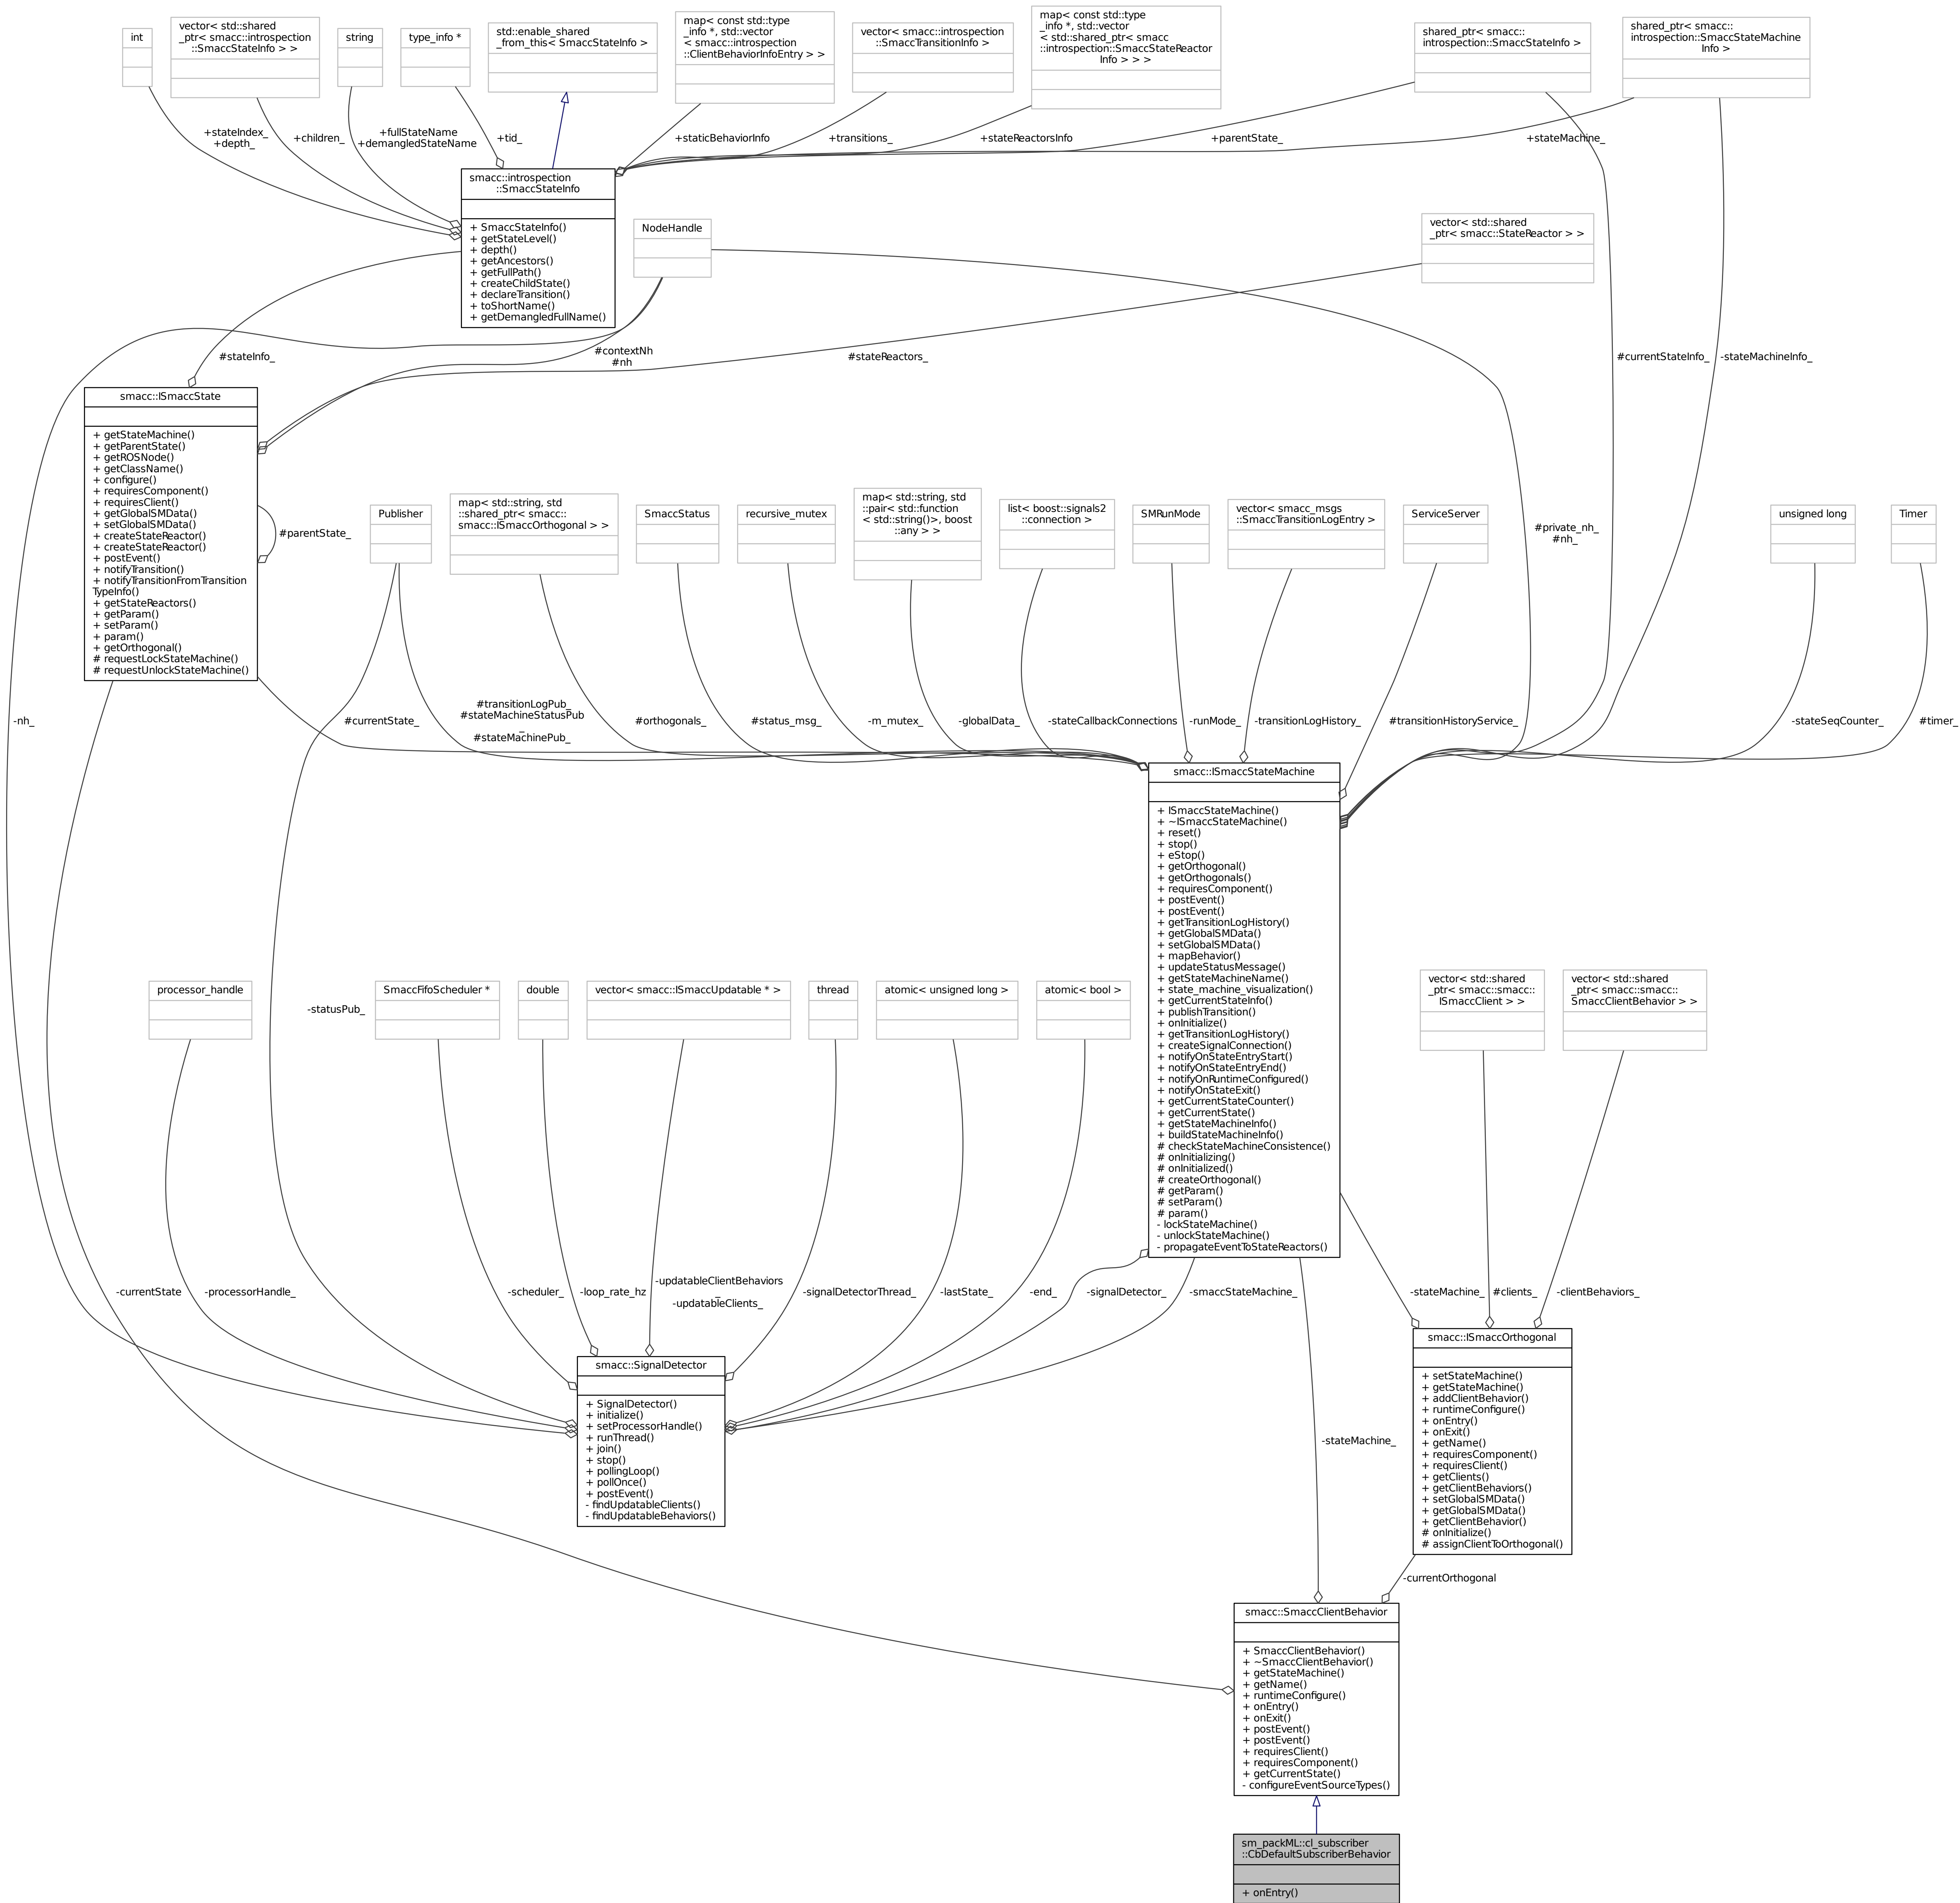 int
vector< std::shared
_ptr< smacc::introspection
::SmaccStateInfo > >
string
type_info *
std::enable_shared
_from_this< SmaccStateInfo >
map< const std::type
_info *, std::vector
< smacc::introspection
::ClientBehaviorInfoEntry > >
vector< smacc::introspection
::SmaccTransitionInfo >
map< const std::type
_info *, std::vector
< std::shared_ptr< smacc
::introspection::SmaccStateReactor
Info > > >
shared_ptr< smacc::
introspection::SmaccStateInfo >
shared_ptr< smacc::
introspection::SmaccStateMachine
Info >
+stateIndex_
+depth_
+children_
+fullStateName
+demangledStateName
+tid_
+staticBehaviorInfo
+transitions_
+stateReactorsInfo
+parentState_
+stateMachine_
smacc::introspection
::SmaccStateInfo
+ SmaccStateInfo()
+ getStateLevel()
+ depth()
+ getAncestors()
+ getFullPath()
+ createChildState()
+ declareTransition()
+ toShortName()
+ getDemangledFullName()
NodeHandle
vector< std::shared
_ptr< smacc::StateReactor > >
#stateInfo_
#contextNh
#nh
#stateReactors_
#currentStateInfo_
-stateMachineInfo_
smacc::ISmaccState
+ getStateMachine()
+ getParentState()
+ getROSNode()
+ getClassName()
+ configure()
+ requiresComponent()
+ requiresClient()
+ getGlobalSMData()
+ setGlobalSMData()
+ createStateReactor()
+ createStateReactor()
+ postEvent()
+ notifyTransition()
+ notifyTransitionFromTransition
TypeInfo()
+ getStateReactors()
+ getParam()
+ setParam()
+ param()
+ getOrthogonal()
# requestLockStateMachine()
# requestUnlockStateMachine()
#parentState_
Publisher
map< std::string, std
::shared_ptr< smacc::
smacc::ISmaccOrthogonal > >
SmaccStatus
recursive_mutex
map< std::string, std
::pair< std::function
< std::string()>, boost
::any > >
list< boost::signals2
::connection >
SMRunMode
vector< smacc_msgs
::SmaccTransitionLogEntry >
ServiceServer
#private_nh_
#nh_
unsigned long
Timer
-nh_
#currentState_
#transitionLogPub_
#stateMachineStatusPub
_
#stateMachinePub_
#orthogonals_
#status_msg_
-m_mutex_
-globalData_
-stateCallbackConnections
-runMode_
-transitionLogHistory_
#transitionHistoryService_
-stateSeqCounter_
#timer_
smacc::ISmaccStateMachine
+ ISmaccStateMachine()
+ ~ISmaccStateMachine()
+ reset()
+ stop()
+ eStop()
+ getOrthogonal()
+ getOrthogonals()
+ requiresComponent()
+ postEvent()
+ postEvent()
+ getTransitionLogHistory()
+ getGlobalSMData()
+ setGlobalSMData()
+ mapBehavior()
+ updateStatusMessage()
+ getStateMachineName()
+ state_machine_visualization()
+ getCurrentStateInfo()
+ publishTransition()
+ onInitialize()
+ getTransitionLogHistory()
+ createSignalConnection()
+ notifyOnStateEntryStart()
+ notifyOnStateEntryEnd()
+ notifyOnRuntimeConfigured()
+ notifyOnStateExit()
+ getCurrentStateCounter()
+ getCurrentState()
+ getStateMachineInfo()
+ buildStateMachineInfo()
# checkStateMachineConsistence()
# onInitializing()
# onInitialized()
# createOrthogonal()
# getParam()
# setParam()
# param()
- lockStateMachine()
- unlockStateMachine()
- propagateEventToStateReactors()
processor_handle
-statusPub_
SmaccFifoScheduler *
double
vector< smacc::ISmaccUpdatable * >
thread
atomic< unsigned long >
atomic< bool >
vector< std::shared
_ptr< smacc::smacc::
ISmaccClient > >
vector< std::shared
_ptr< smacc::smacc::
SmaccClientBehavior > >
-currentState
-processorHandle_
-scheduler_
-loop_rate_hz
-updatableClientBehaviors
_
-updatableClients_
-signalDetectorThread_
-lastState_
-end_
-signalDetector_
-smaccStateMachine_
-stateMachine_
#clients_
-clientBehaviors_
smacc::SignalDetector
+ SignalDetector()
+ initialize()
+ setProcessorHandle()
+ runThread()
+ join()
+ stop()
+ pollingLoop()
+ pollOnce()
+ postEvent()
- findUpdatableClients()
- findUpdatableBehaviors()
smacc::ISmaccOrthogonal
+ setStateMachine()
+ getStateMachine()
+ addClientBehavior()
+ runtimeConfigure()
+ onEntry()
+ onExit()
+ getName()
+ requiresComponent()
+ requiresClient()
+ getClients()
+ getClientBehaviors()
+ setGlobalSMData()
+ getGlobalSMData()
+ getClientBehavior()
# onInitialize()
# assignClientToOrthogonal()
-stateMachine_
-currentOrthogonal
smacc::SmaccClientBehavior
+ SmaccClientBehavior()
+ ~SmaccClientBehavior()
+ getStateMachine()
+ getName()
+ runtimeConfigure()
+ onEntry()
+ onExit()
+ postEvent()
+ postEvent()
+ requiresClient()
+ requiresComponent()
+ getCurrentState()
- configureEventSourceTypes()
sm_packML::cl_subscriber
::CbDefaultSubscriberBehavior
+ onEntry()